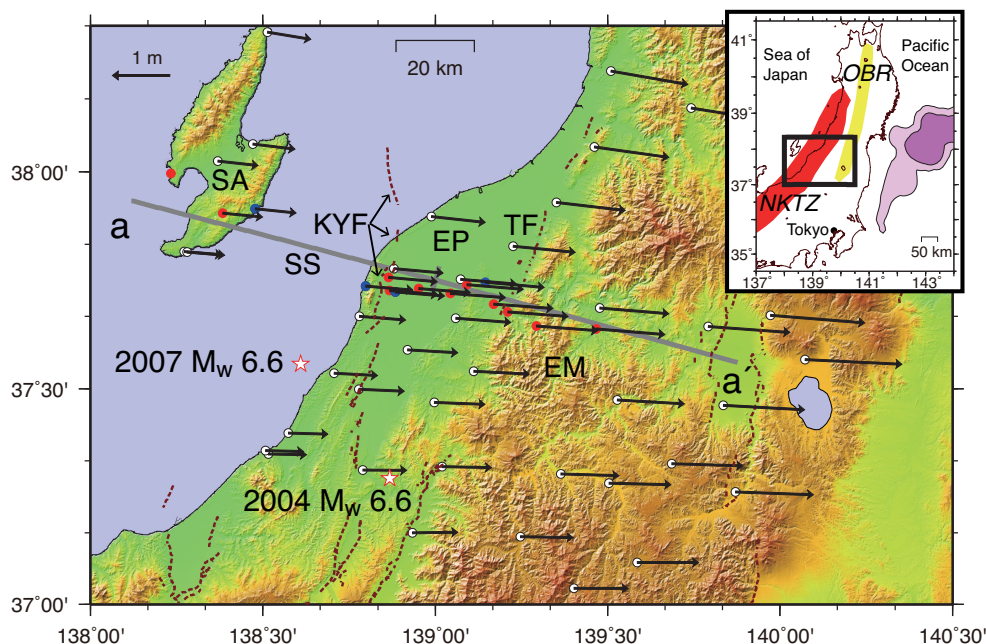 1 m
20 km
38˚00'
37˚30'
37˚00'
138˚00'
138˚30'
139˚00'
139˚30'
140˚00'
140˚30'
SA
a
SS
KYF
EP
TF
EM
a'
2007 Mw 6.6
2004 Mw 6.6
Sea of
Japan
Pacific
Ocean
OBR
NKTZ
Tokyo
50 km
41˚
39˚
37˚
35˚
137˚
139˚
141˚
143˚